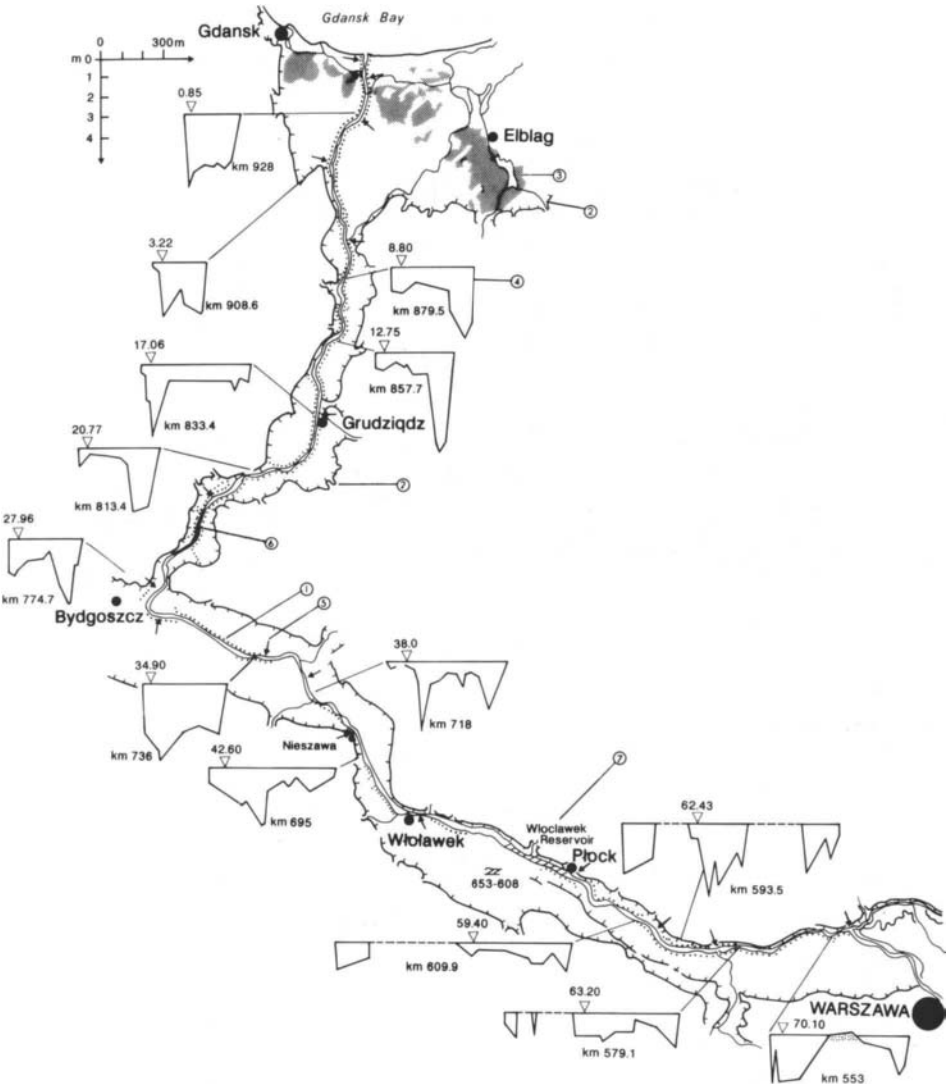 Gdansk Bay
Gdansk
0 300m
m 0
1
2
3
4
0.85
km 928
Elbląg
3
2
3.22
km 908.6
8.80
4
km 879.5
12.75
km 857.7
17.06
km 833.4
Grudziądz
20.77
km 813.4
2
27.96
6
km 774.7
Bydgoszcz
1
5
34.90
km 736
38.0
km 718
Nieszawa
42.60
km 695
7
Włoławek
Włocławek
Reservoir
Płock
653-608
62.43
km 593.5
59.40
km 609.9
63.20
km 579.1
WARSZAWA
70.10
km 553